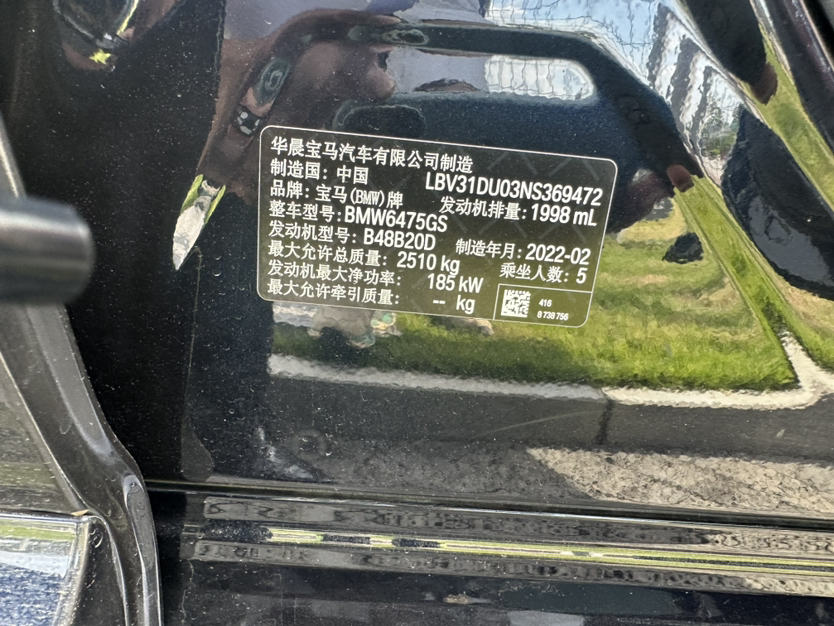 华晨宝马汽车有限公司制造
制造国：中国 LBV31DU03NS369472
品牌：宝马(BMW)牌 发动机排量：1998 mL
整车型号：BMW6475GS
发动机型号：B48B20D 制造年月：2022-02
最大允许总质量： 2510 kg 乘坐人数：5
发动机最大净功率： 185 kW
最大允许牵引质量： -- kg
416
8 738 756